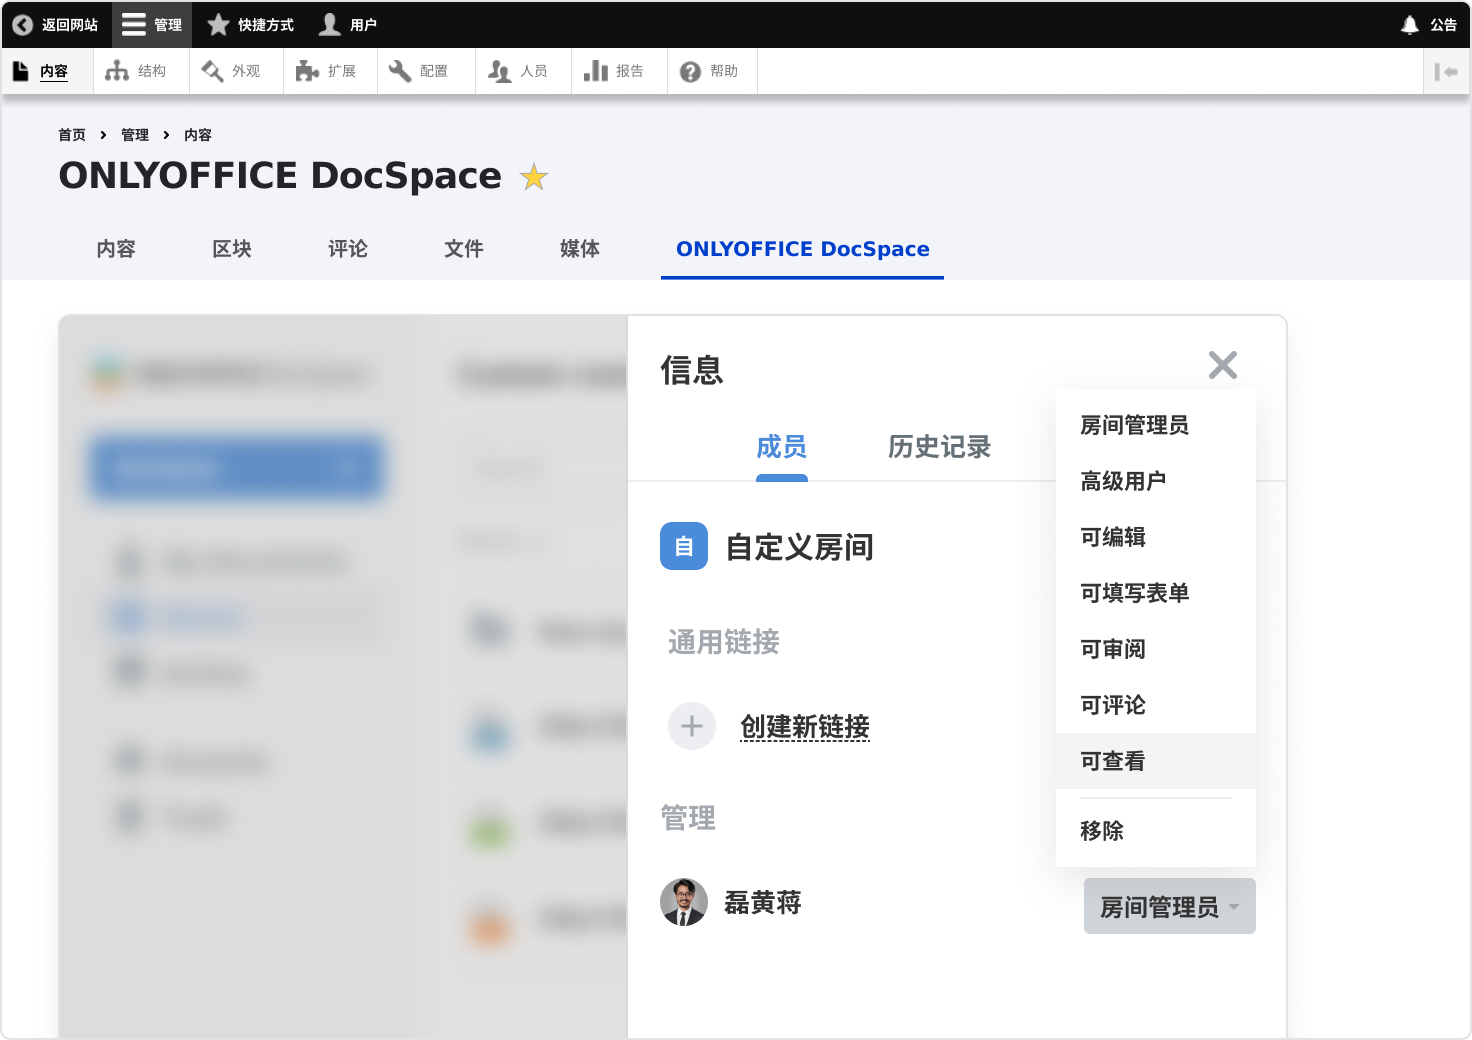 返回网站
管理
快捷方式
用户
公告
内容
结构
外观
扩展
配置
人员
报告
帮助
首页 › 管理 › 内容
ONLYOFFICE DocSpace
内容
区块
评论
文件
媒体
ONLYOFFICE DocSpace
信息
成员
历史记录
自
自定义房间
通用链接
创建新链接
管理
磊黄蒋
房间管理员
高级用户
可编辑
可填写表单
可审阅
可评论
可查看
移除
房间管理员